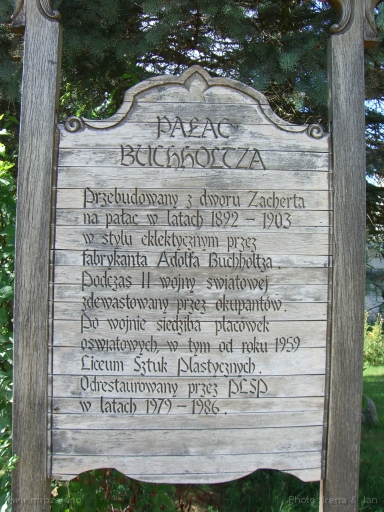 PAŁAC
BUCHHOLTZA
Przebudowany z dworu Zacherta
na pałac w latach 1892 – 1903
w stylu eklektycznym przez
fabrykanta Adolfa Buchholtza.
Podczas II wojny światowej
zdewastowany przez okupantów.
Po wojnie siedziba placówek
oświatowych, w tym od roku 1959
Liceum Sztuk Plastycznych.
Odrestaurowany przez PLSP
w latach 1979 – 1986.
Photo: Irena & Jan